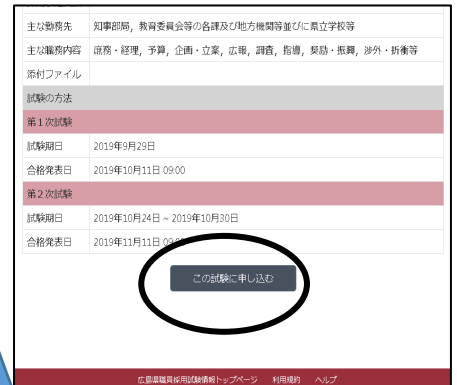 主な勤務先 知事部局，教育委員会等の各課及び地方機関等並びに県立学校等
主な職務内容 庶務・経理，予算，企画・立案，広報，調査，指導，奨励・振興，渉外・折衝等
添付ファイル
試験の方法
第１次試験
試験期日 2019年9月29日
合格発表日 2019年10月11日 09:00
第２次試験
試験期日 2019年10月24日 ~ 2019年10月30日
合格発表日 2019年11月11日 09:00
この試験に申し込む
広島県職員採用試験情報トップページ 利用規約 ヘルプ